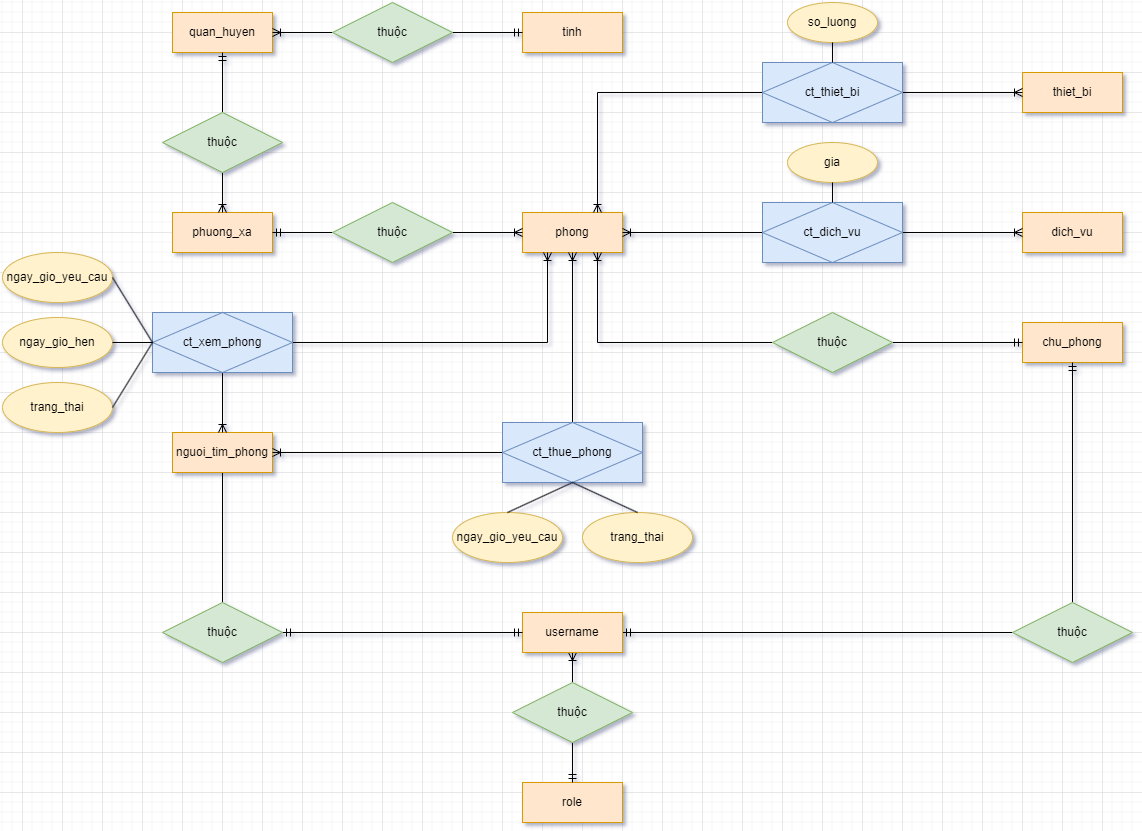 so_luong
quan_huyen
thuộc
tinh
ct_thiet_bi
thiet_bi
thuộc
gia
phuong_xa
thuộc
phong
ct_dich_vu
dich_vu
ngay_gio_yeu_cau
ngay_gio_hen
ct_xem_phong
thuộc
chu_phong
trang_thai
nguoi_tim_phong
ct_thue_phong
ngay_gio_yeu_cau
trang_thai
thuộc
username
thuộc
thuộc
role